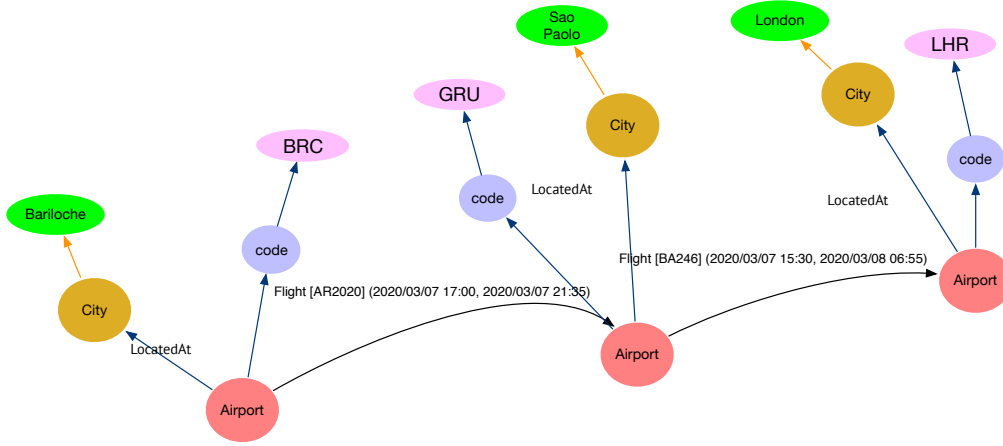 Sao
Paolo
London
LHR
GRU
City
City
BRC
code
LocatedAt
code
LocatedAt
Bariloche
code
Flight [BA246] (2020/03/07 15:30, 2020/03/08 06:55)
Airport
Flight [AR2020] (2020/03/07 17:00, 2020/03/07 21:35)
City
LocatedAt
Airport
Airport